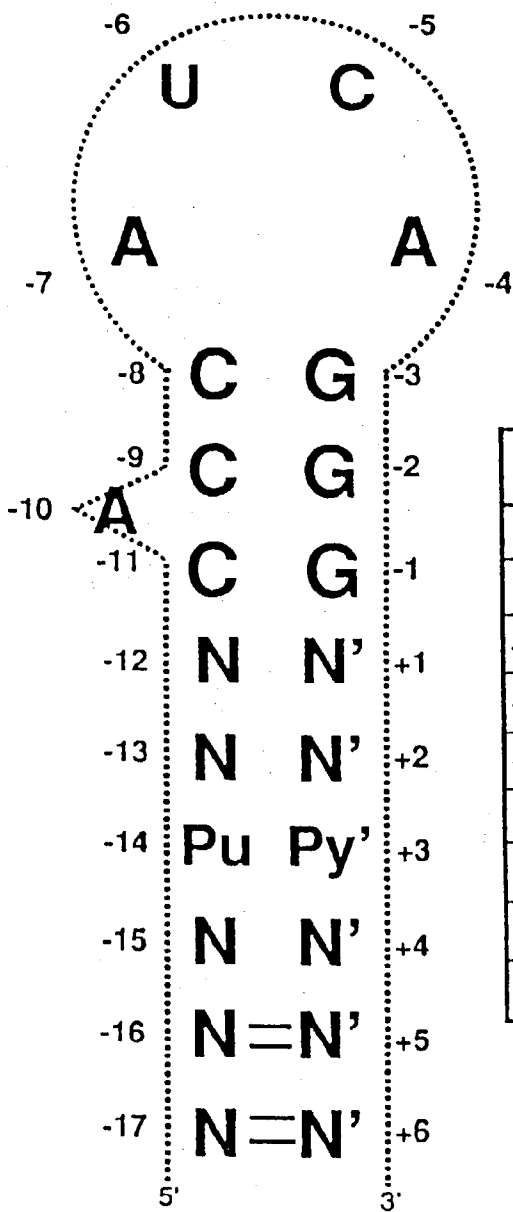 -6 -5
U C
A A
-7 -4
-8 C G -3
-9 C G -2
-10 A
-11 C G -1
-12 N N' +1
-13 N N' +2
-14 Pu Py' +3
-15 N N' +4
-16 N N' +5
-17 N N' +6
5' 3'